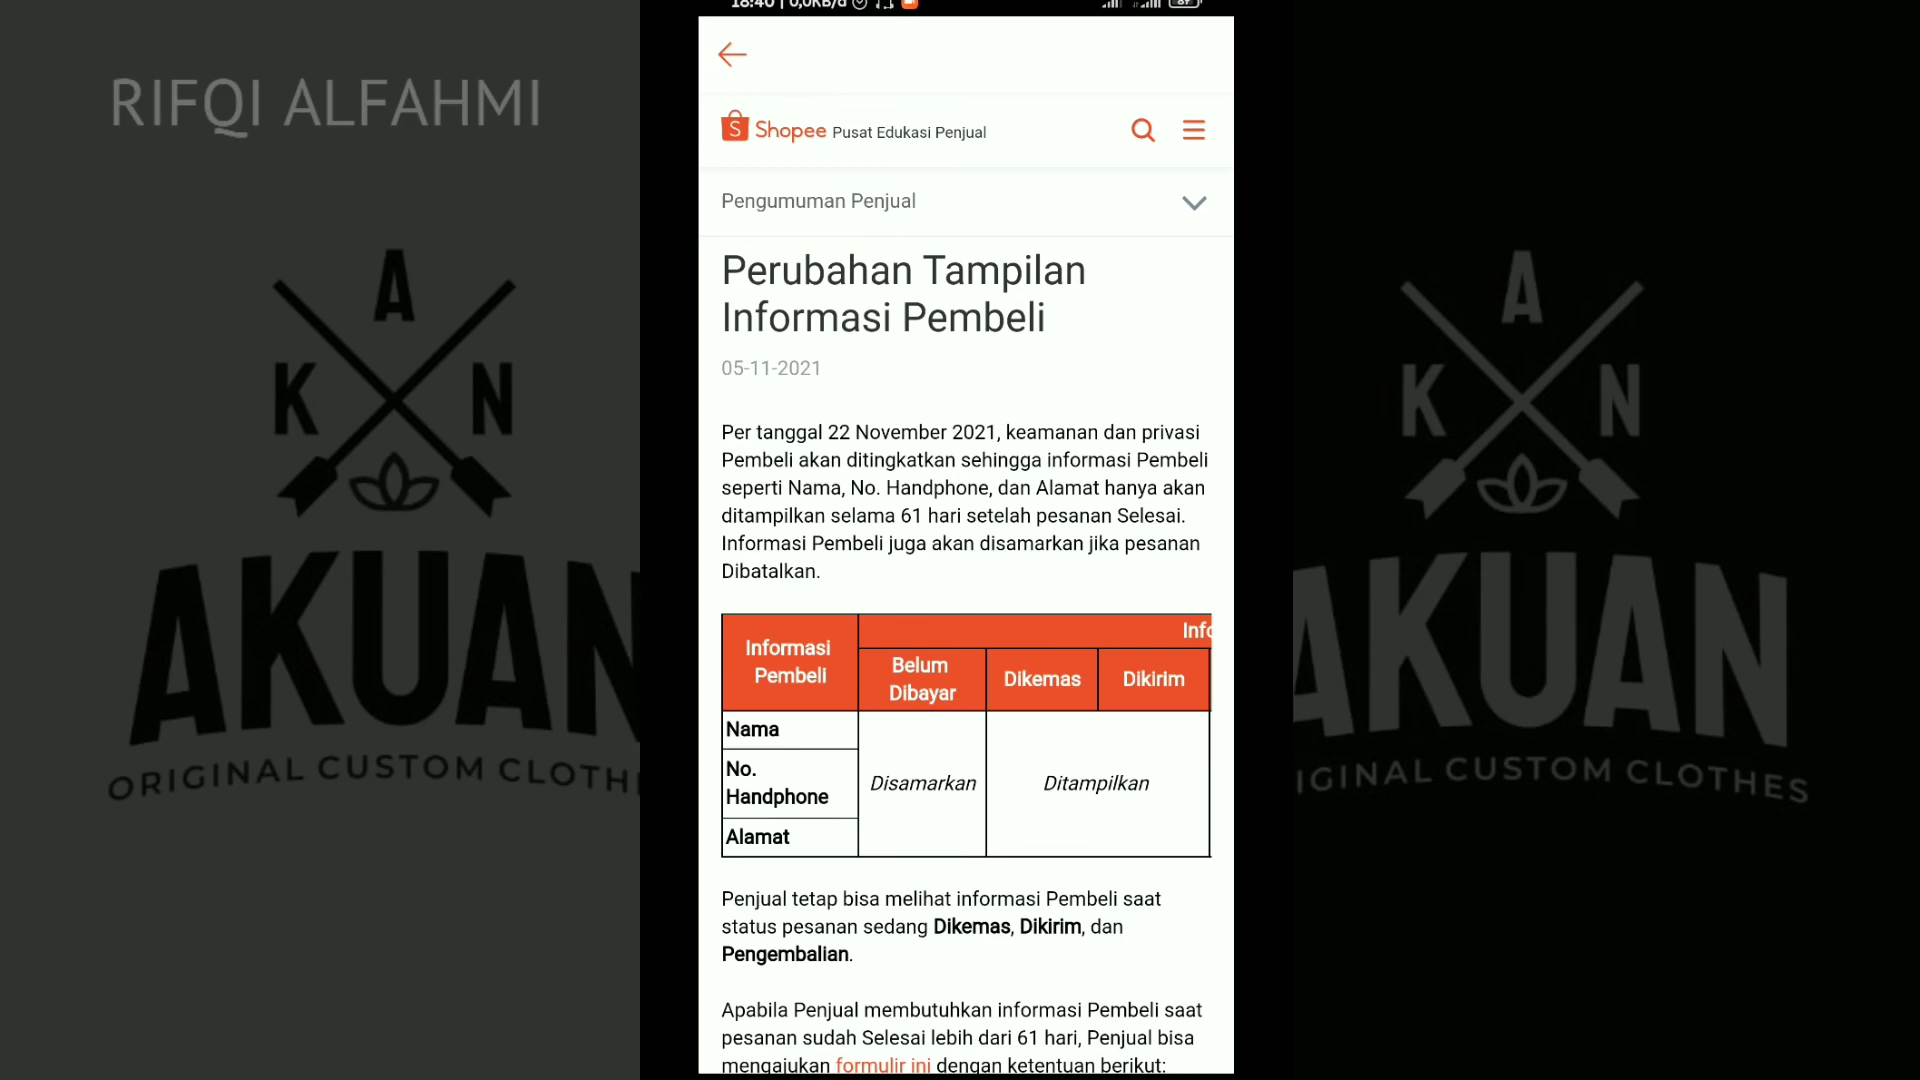 18:40 | 0,0KB/d
RIFQI ALFAHMI
Shopee Pusat Edukasi Penjual
Pengumuman Penjual
Perubahan Tampilan
Informasi Pembeli
05-11-2021
Per tanggal 22 November 2021, keamanan dan privasi
Pembeli akan ditingkatkan sehingga informasi Pembeli
seperti Nama, No. Handphone, dan Alamat hanya akan
ditampilkan selama 61 hari setelah pesanan Selesai.
Informasi Pembeli juga akan disamarkan jika pesanan
Dibatalkan.
Informasi
Pembeli
Belum
Dibayar
Dikemas
Dikirim
Nama
No.
Handphone
Alamat
Disamarkan
Ditampilkan
Penjual tetap bisa melihat informasi Pembeli saat
status pesanan sedang Dikemas, Dikirim, dan
Pengembalian.
Apabila Penjual membutuhkan informasi Pembeli saat
pesanan sudah Selesai lebih dari 61 hari, Penjual bisa
mengajukan formulir ini dengan ketentuan berikut:
A
K N
AKUAN
ORIGINAL CUSTOM CLOTH
A
K N
AKUAN
IGINAL CUSTOM CLOTHES